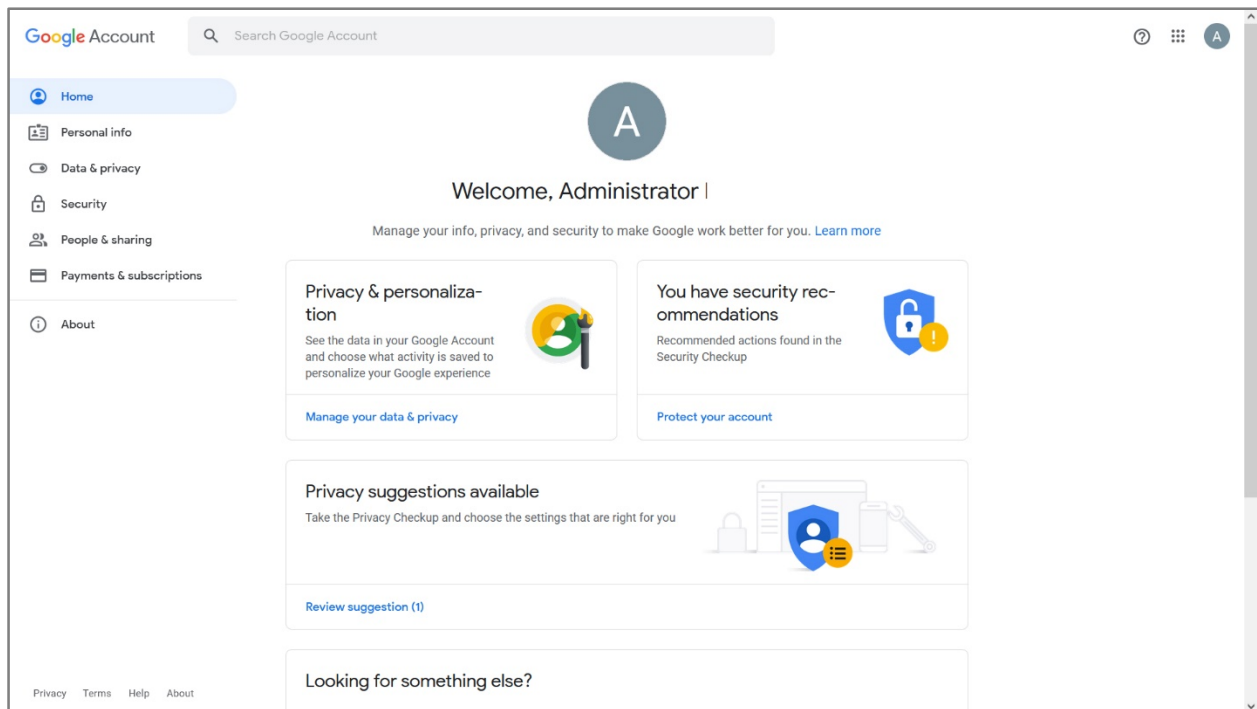 Google Account
Search Google Account
A
Home
Personal info
Data & privacy
Security
People & sharing
Payments & subscriptions
About
A
Welcome, Administrator
Manage your info, privacy, and security to make Google work better for you. Learn more
Privacy & personaliza-
tion
See the data in your Google Account
and choose what activity is saved to
personalize your Google experience
Manage your data & privacy
You have security rec-
ommendations
Recommended actions found in the
Security Checkup
Protect your account
Privacy suggestions available
Take the Privacy Checkup and choose the settings that are right for you
Review suggestion (1)
Looking for something else?
Privacy Terms Help About